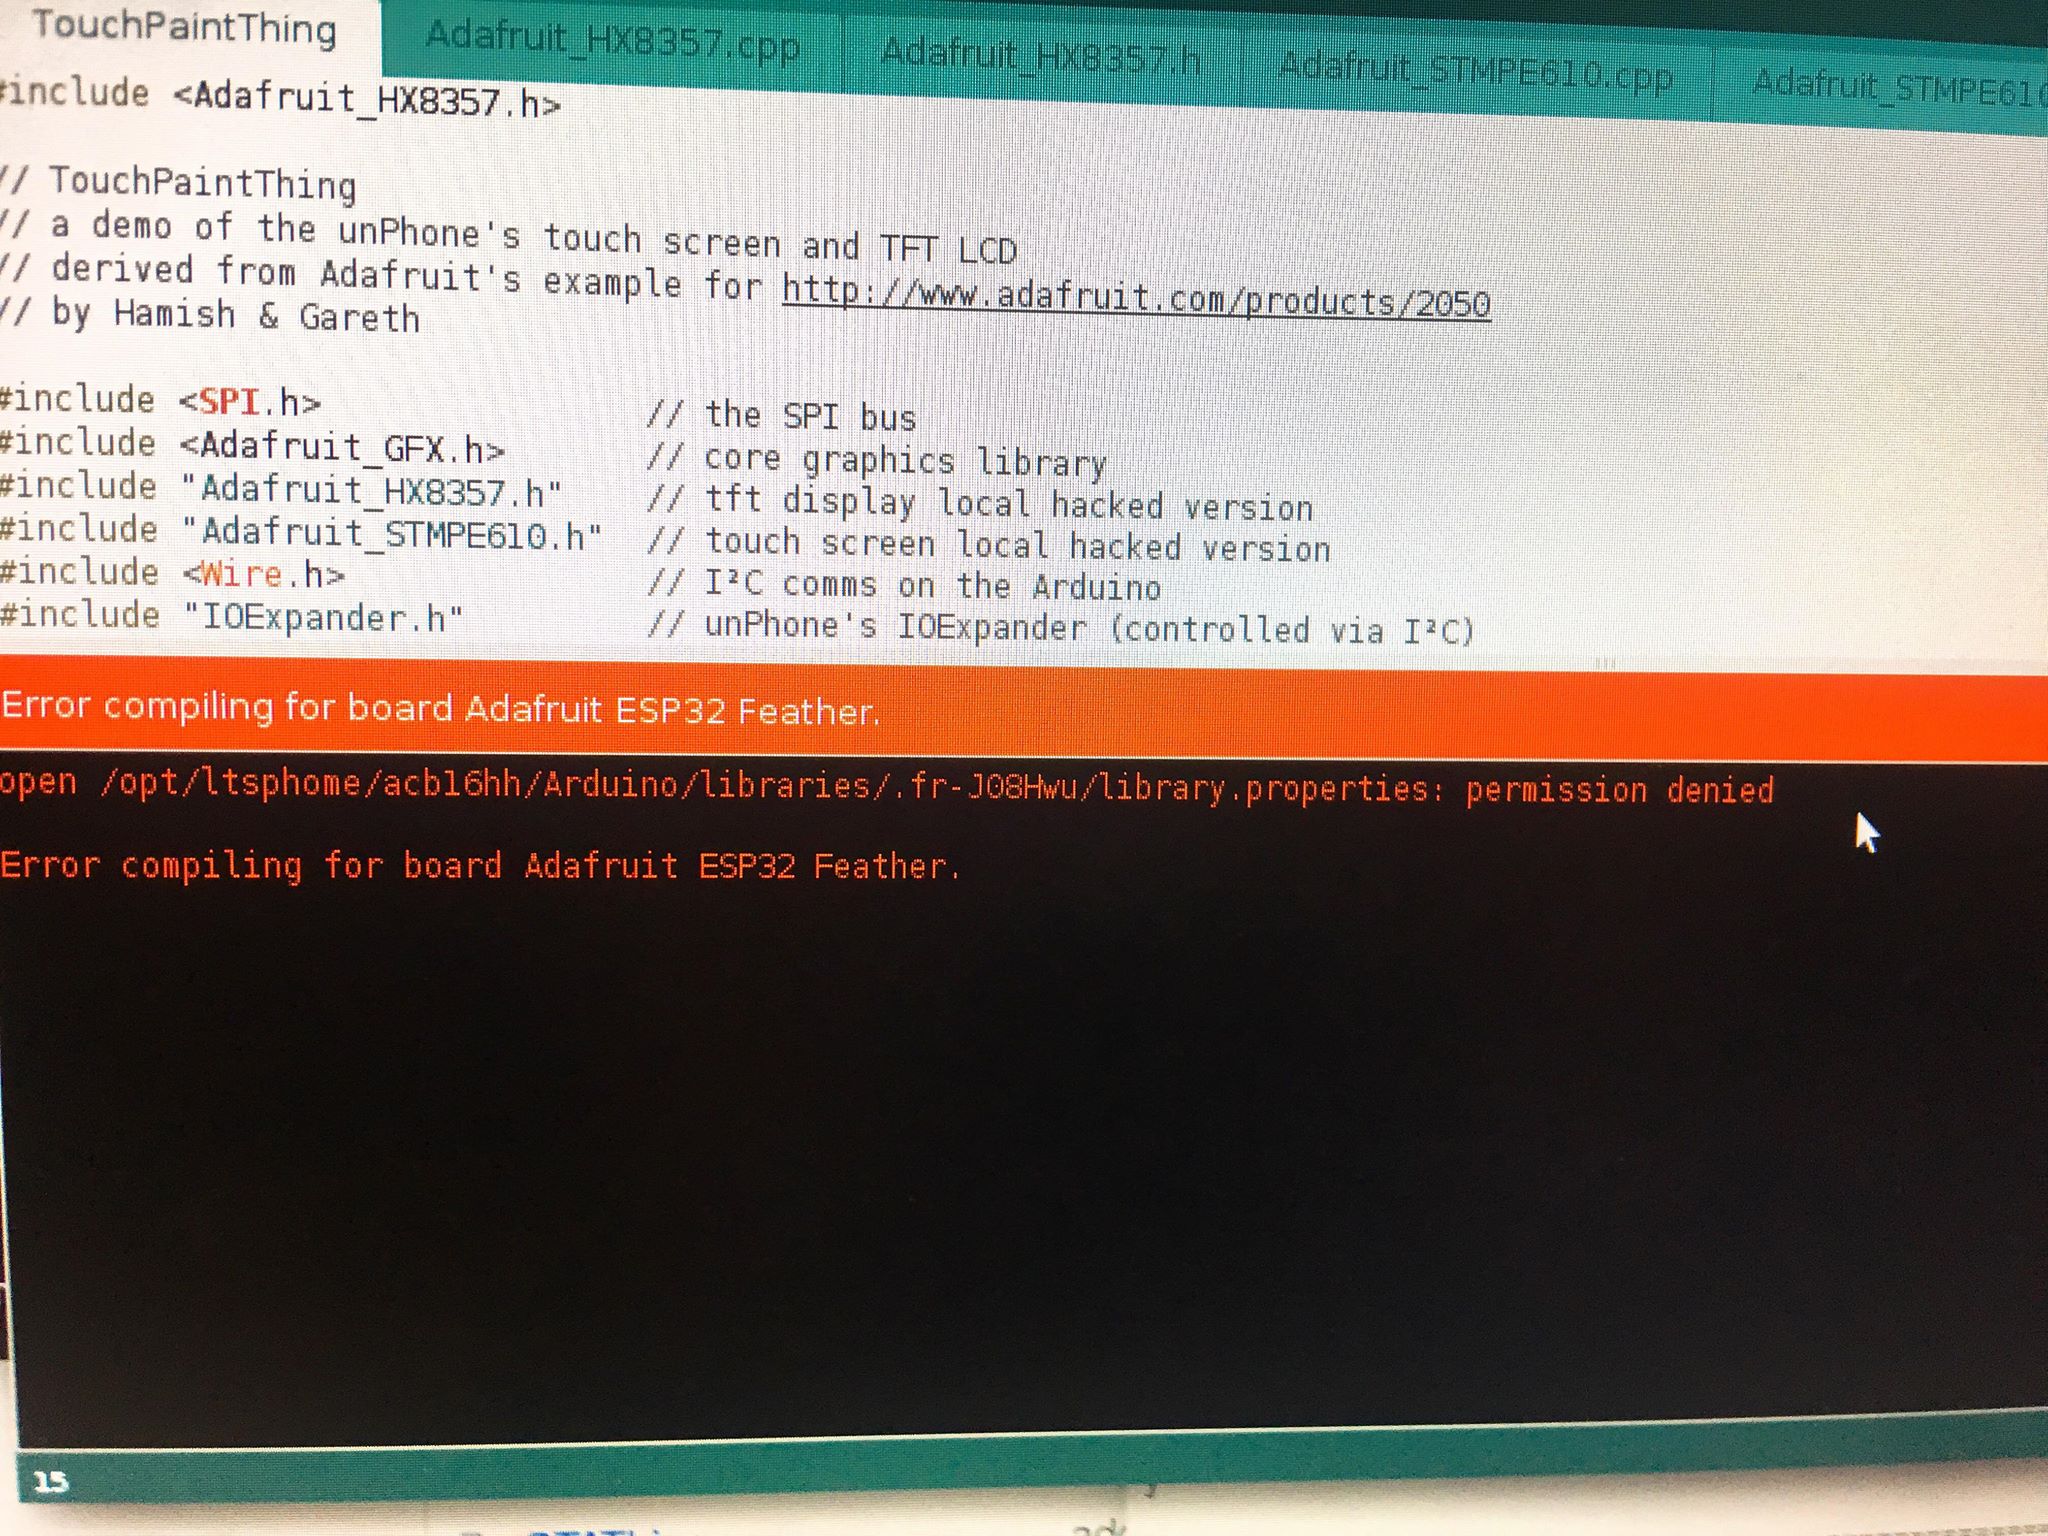 TouchPaintThing Adafruit_HX8357.cpp Adafruit_HX8357.h Adafruit_STMPE610.cpp Adafruit_STMPE610
#include <Adafruit_HX8357.h>
// TouchPaintThing
// a demo of the unPhone's touch screen and TFT LCD
// derived from Adafruit's example for http://www.adafruit.com/products/2050
// by Hamish & Gareth
#include <SPI.h> // the SPI bus
#include <Adafruit_GFX.h> // core graphics library
#include "Adafruit_HX8357.h" // tft display local hacked version
#include "Adafruit_STMPE610.h" // touch screen local hacked version
#include <Wire.h> // I²C comms on the Arduino
#include "IOExpander.h" // unPhone's IOExpander (controlled via I²C)
Error compiling for board Adafruit ESP32 Feather.
open /opt/ltsphome/acb16hh/Arduino/libraries/.fr-J08Hwu/library.properties: permission denied
Error compiling for board Adafruit ESP32 Feather.
15